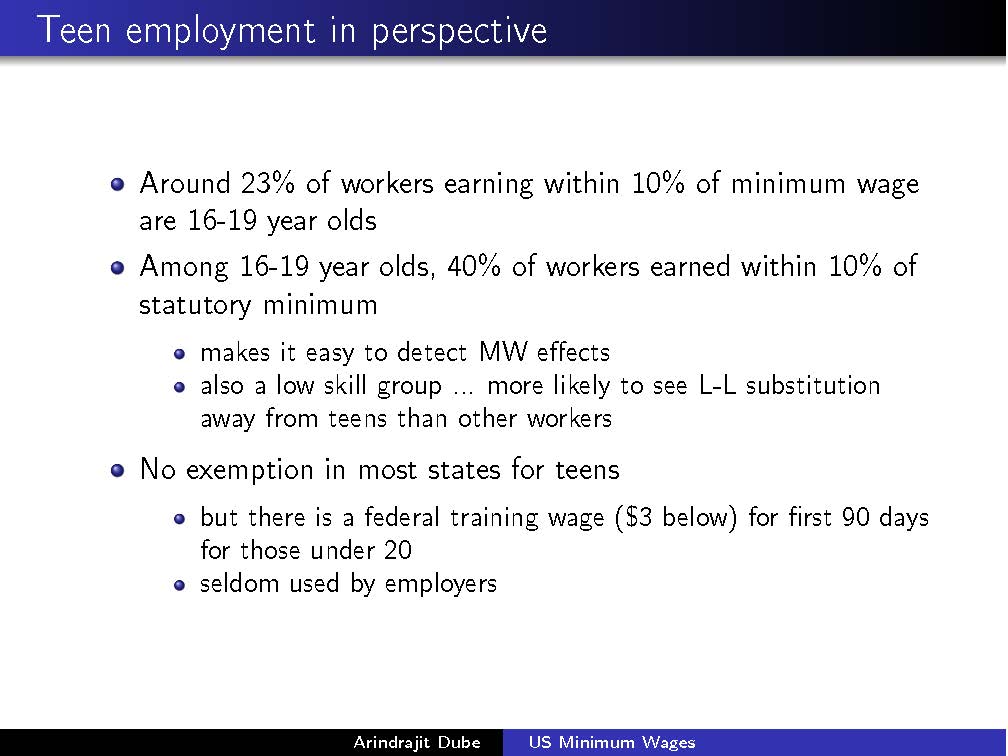 Teen employment in perspective
Around 23% of workers earning within 10% of minimum wage
are 16-19 year olds
Among 16-19 year olds, 40% of workers earned within 10% of
statutory minimum
makes it easy to detect MW effects
also a low skill group ... more likely to see L-L substitution
away from teens than other workers
No exemption in most states for teens
but there is a federal training wage ($3 below) for first 90 days
for those under 20
seldom used by employers
Arindrajit Dube
US Minimum Wages